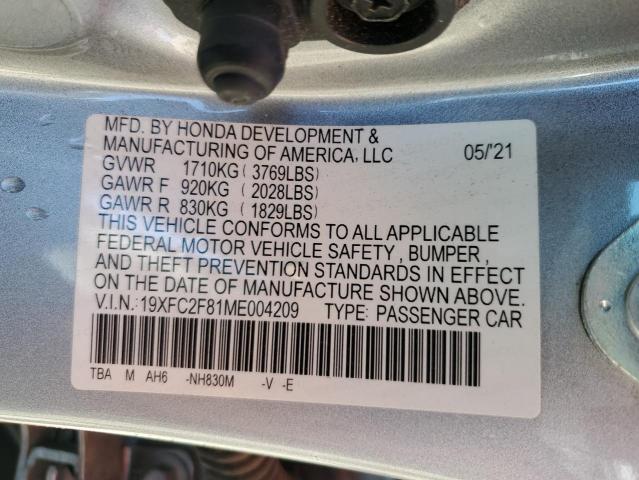 MFD. BY HONDA DEVELOPMENT &
MANUFACTURING OF AMERICA, LLC 05/'21
GVWR 1710KG ( 3769LBS)
GAWR F 920KG ( 2028LBS)
GAWR R 830KG ( 1829LBS)
THIS VEHICLE CONFORMS TO ALL APPLICABLE
FEDERAL MOTOR VEHICLE SAFETY , BUMPER ,
AND THEFT PREVENTION STANDARDS IN EFFECT
ON THE DATE OF MANUFACTURE SHOWN ABOVE.
V.I.N.:19XFC2F81ME004209 TYPE: PASSENGER CAR
TBA M AH6 -NH830M -V -E